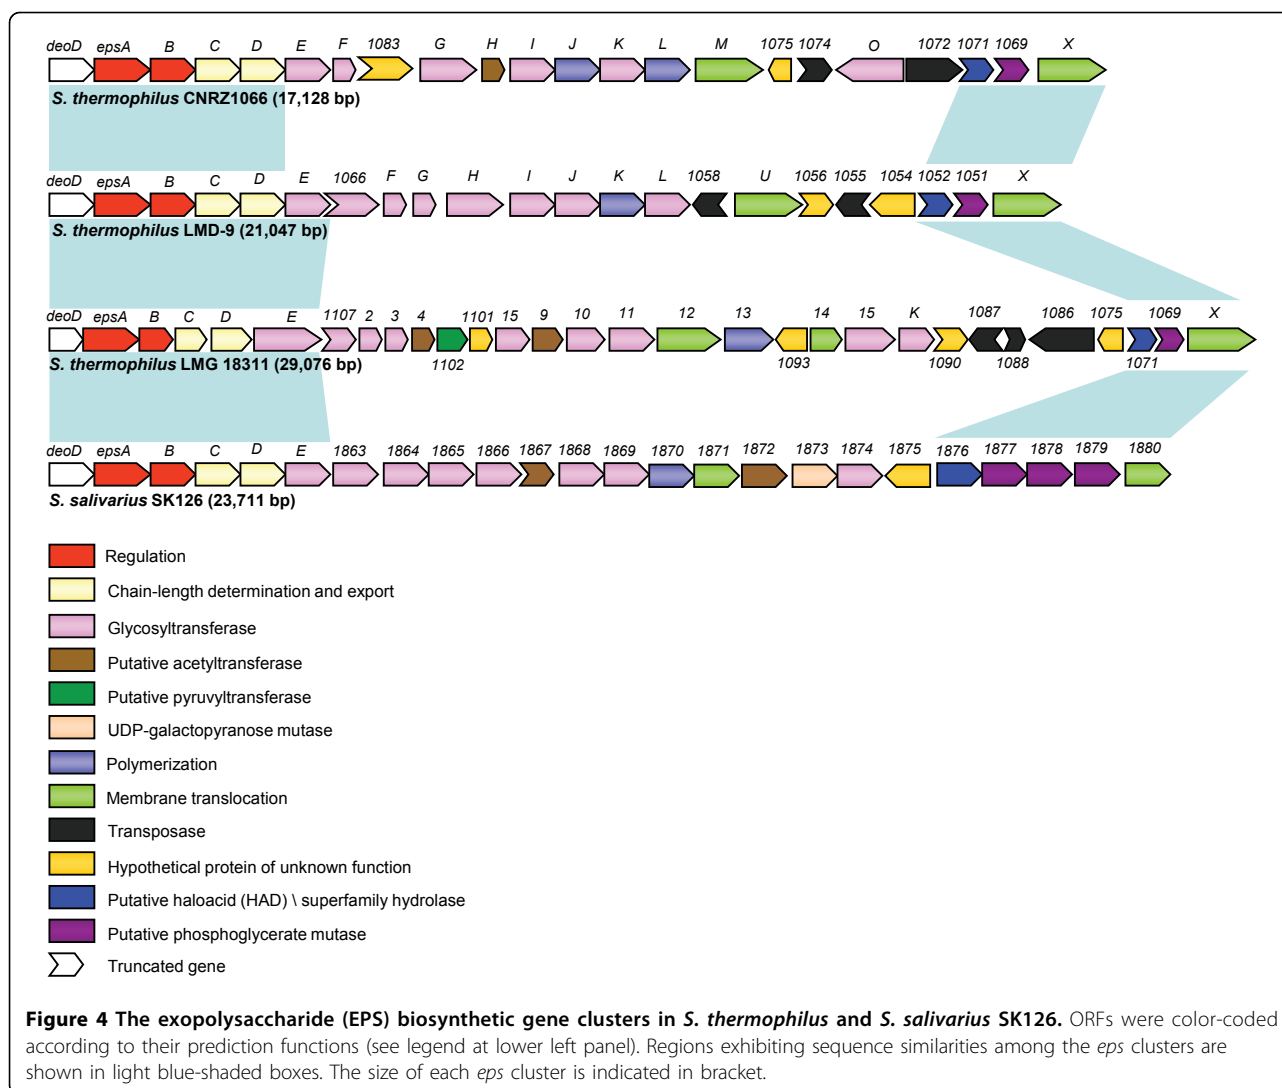 deoD epsA B C D E F 1083 G H I J K L M 1075 1074 O 1072 1071 1069 X
S. thermophilus CNRZ1066 (17,128 bp)
deoD epsA B C D E 1066 F G H I J K L 1058 U 1056 1055 1054 1052 1051 X
S. thermophilus LMD-9 (21,047 bp)
deoD epsA B C D E 1107 2 3 4 1101 15 9 10 11 12 13 14 15 K 1087 1086 1075 1069 X
S. thermophilus LMG 18311 (29,076 bp) 1102 1093 1090 1088 1071
deoD epsA B C D E 1863 1864 1865 1866 1867 1868 1869 1870 1871 1872 1873 1874 1875 1876 1877 1878 1879 1880
S. salivarius SK126 (23,711 bp)
Regulation
Chain-length determination and export
Glycosyltransferase
Putative acetyltransferase
Putative pyruvyltransferase
UDP-galactopyranose mutase
Polymerization
Membrane translocation
Transposase
Hypothetical protein of unknown function
Putative haloacid (HAD) \ superfamily hydrolase
Putative phosphoglycerate mutase
Truncated gene
Figure 4 The exopolysaccharide (EPS) biosynthetic gene clusters in S. thermophilus and S. salivarius SK126. ORFs were color-coded
according to their prediction functions (see legend at lower left panel). Regions exhibiting sequence similarities among the eps clusters are
shown in light blue-shaded boxes. The size of each eps cluster is indicated in bracket.